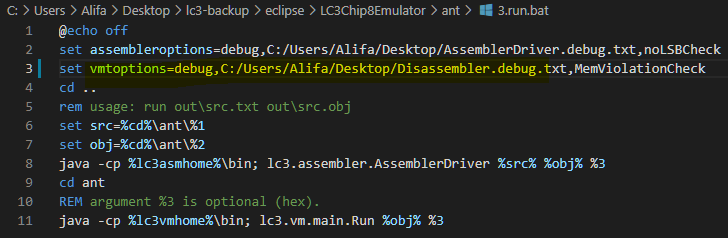 C: > Users > Alifa > Desktop > lc3-backup > eclipse > LC3Chip8Emulator > ant > 3.run.bat
1 @echo off
2 set assembleroptions=debug,C:/Users/Alifa/Desktop/AssemblerDriver.debug.txt,noLSBCheck
3 set vmtoptions=debug,C:/Users/Alifa/Desktop/Disassembler.debug.txt,MemViolationCheck
4 cd ..
5 rem usage: run out\src.txt out\src.obj
6 set src=%cd%\ant\%1
7 set obj=%cd%\ant\%2
8 java -cp %lc3asmhome%\bin; lc3.assembler.AssemblerDriver %src% %obj% %3
9 cd ant
10 REM argument %3 is optional (hex).
11 java -cp %lc3vmhome%\bin; lc3.vm.main.Run %obj% %3